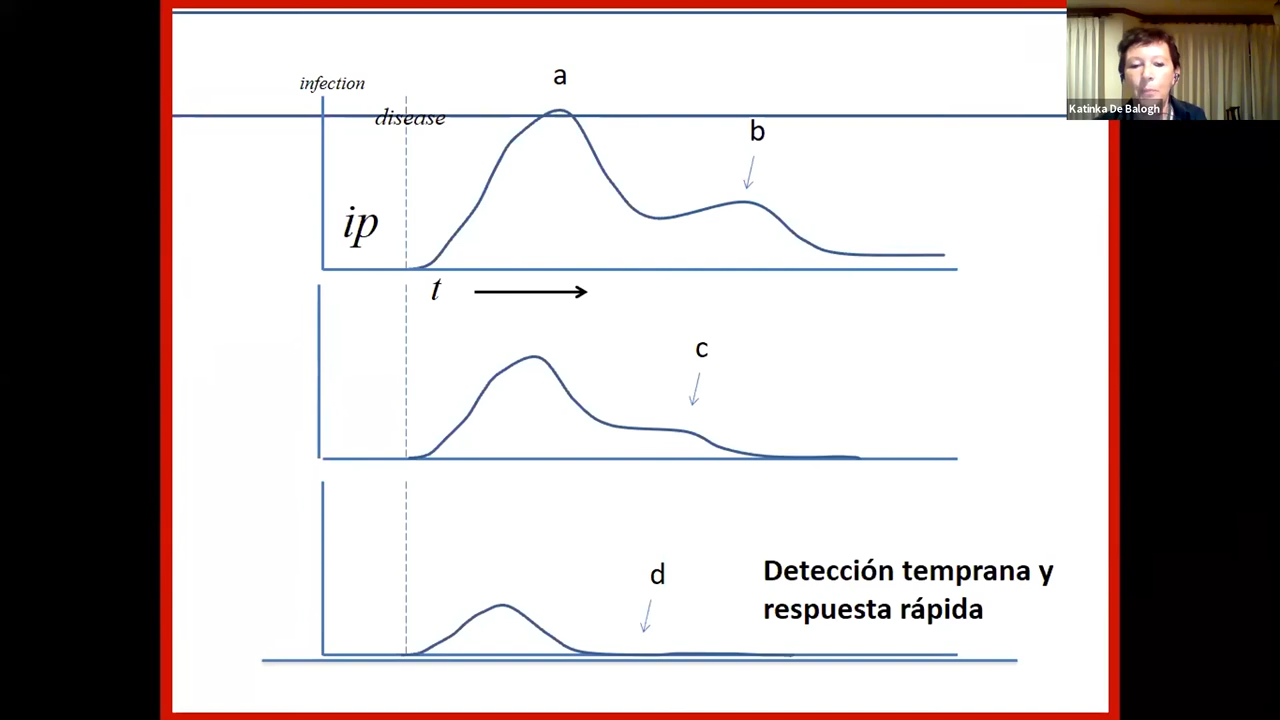 infection
disease
a
b
ip
t
c
d
Detección temprana y
respuesta rápida
Katinka De Balogh